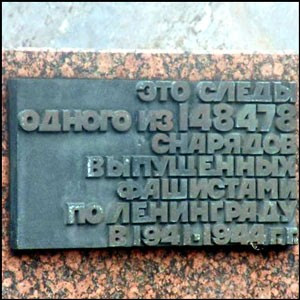 ЭТО СЛЕДЫ
ОДНОГО ИЗ 148478
СНАРЯДОВ
ВЫПУЩЕННЫХ
ФАШИСТАМИ
ПО ЛЕНИНГРАДУ
В 1941-1944 Г.Г.